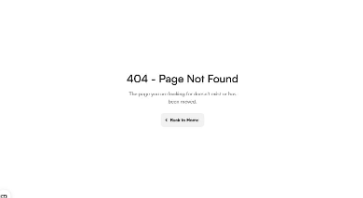 404 - Page Not Found
The page you are looking for doesn't exist or has
been moved.
Back to Home